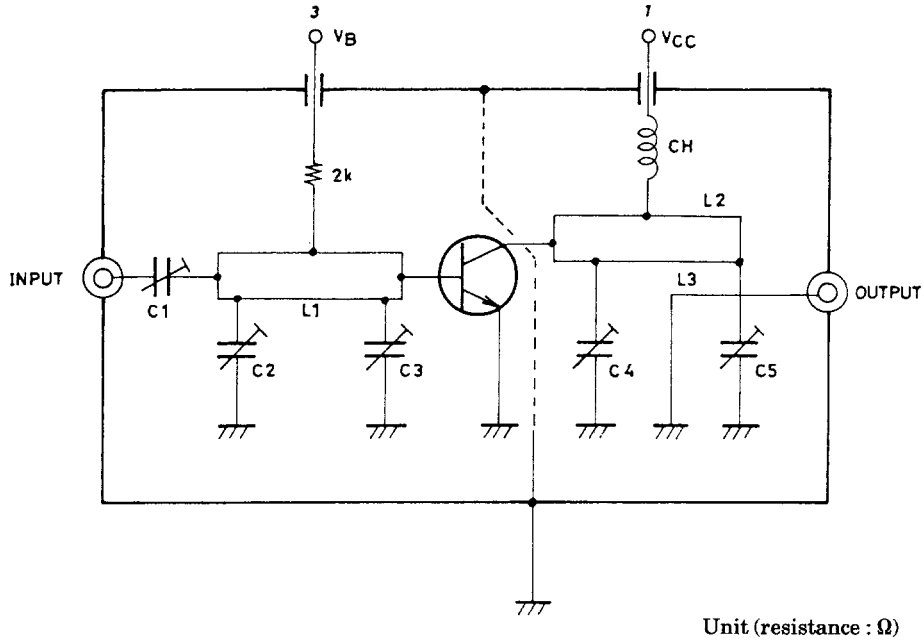 3
VB
1
VCC
CH
2k
L2
INPUT
C1
L1
L3
OUTPUT
C2
C3
C4
C5
Unit (resistance : Ω)